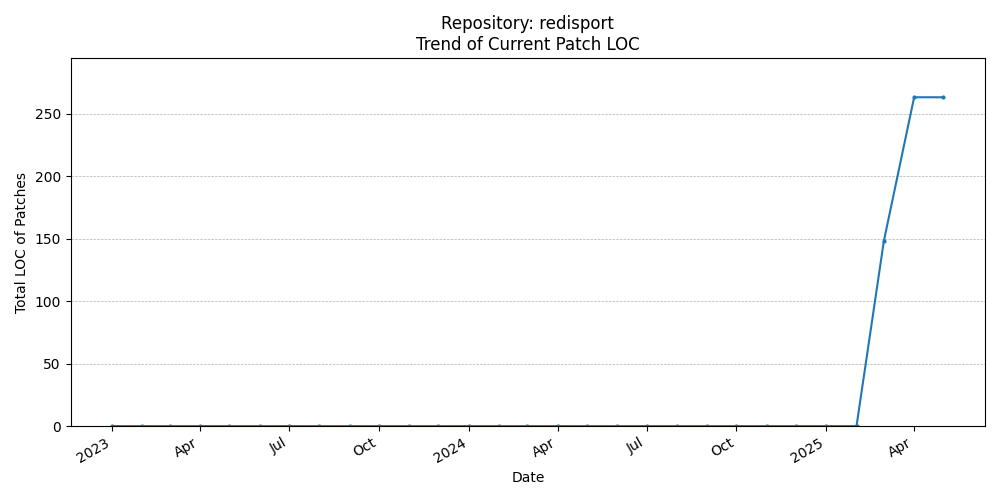 Repository: redisport
Trend of Current Patch LOC
Total LOC of Patches
250
200
150
100
50
0
2023
Apr
Jul
Oct
2024
Apr
Jul
Oct
2025
Apr
Date